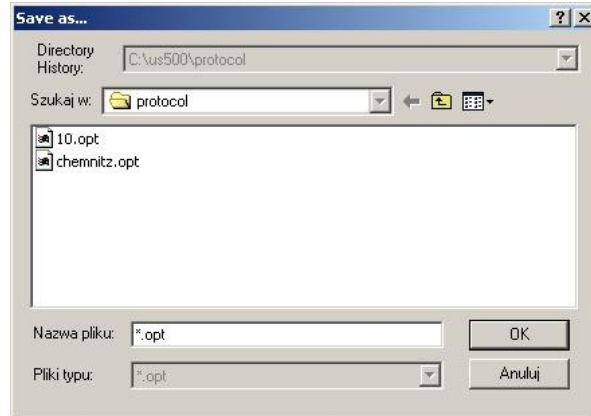 Save as...
Directory
History:
C:\us500\protocol
Szukaj w:
protocol
10.opt
chemnitz.opt
Nazwa pliku:
*.opt
OK
Pliki typu:
*.opt
Anuluj